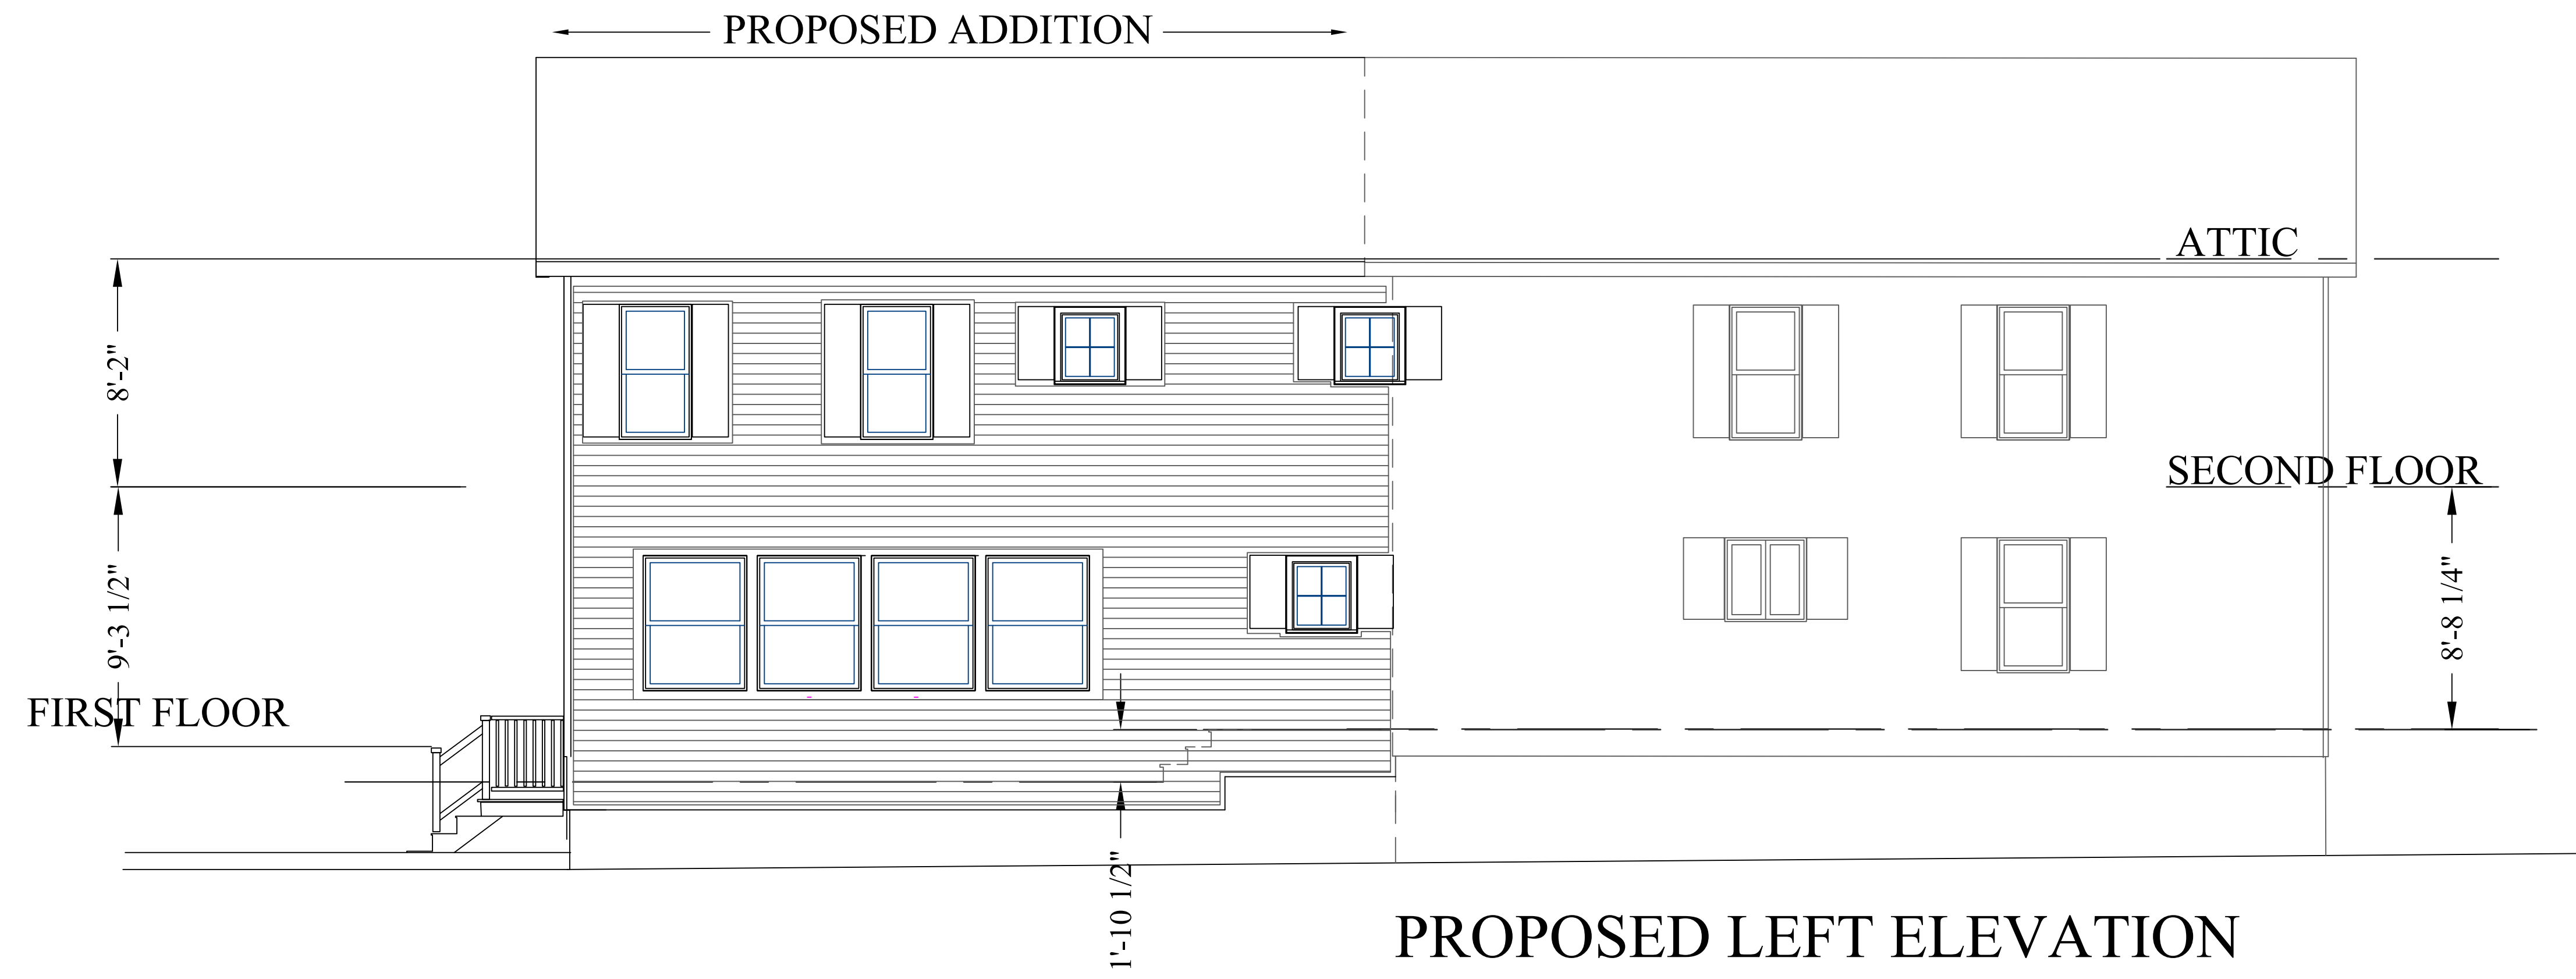 PROPOSED ADDITION
ATTIC
8'-2"
SECOND FLOOR
9'-3 1/2"
8'-8 1/4"
FIRST FLOOR
1'-10 1/2"
PROPOSED LEFT ELEVATION